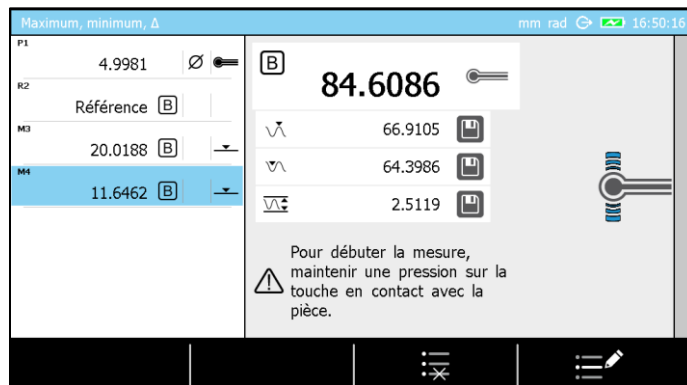 Maximum, minimum, Δ
mm rad 16:50:16
P1
4.9981 Ø
R2
Référence B
M3
20.0188 B
M4
11.6462 B
B
84.6086
66.9105
64.3986
2.5119
Pour débuter la mesure,
maintenir une pression sur la
touche en contact avec la
pièce.